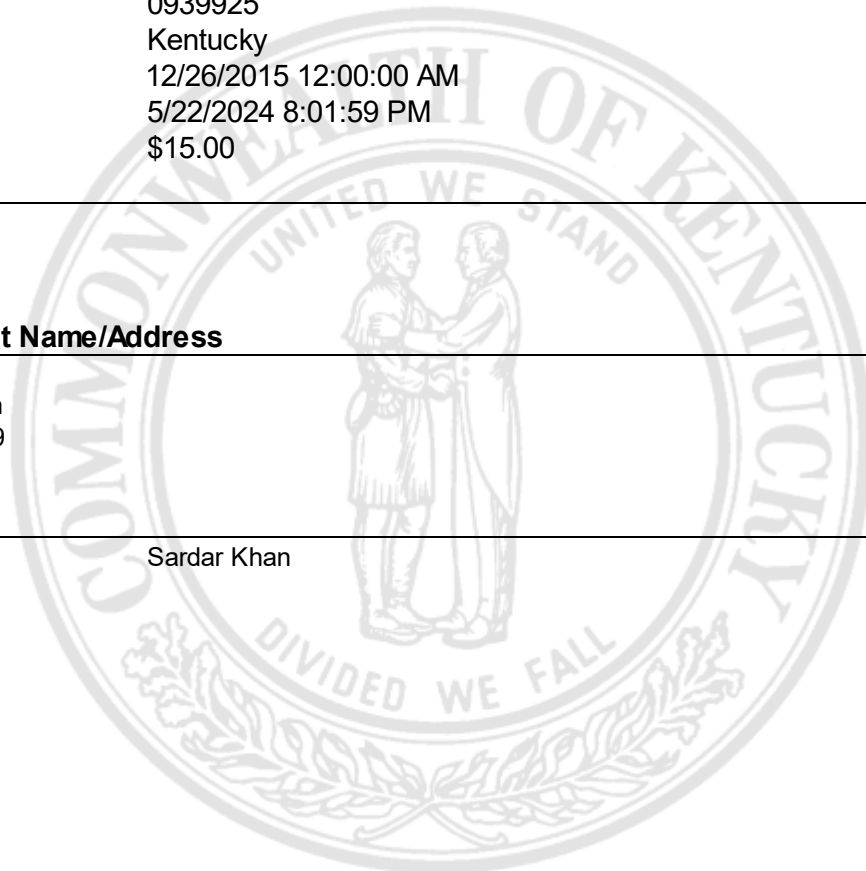 0939925
Kentucky
12/26/2015 12:00:00 AM
5/22/2024 8:01:59 PM
$15.00
t Name/Address
n
9
Sardar Khan
COMMONWEALTH OF KENTUCKY
UNITED WE STAND
DIVIDED WE FALL